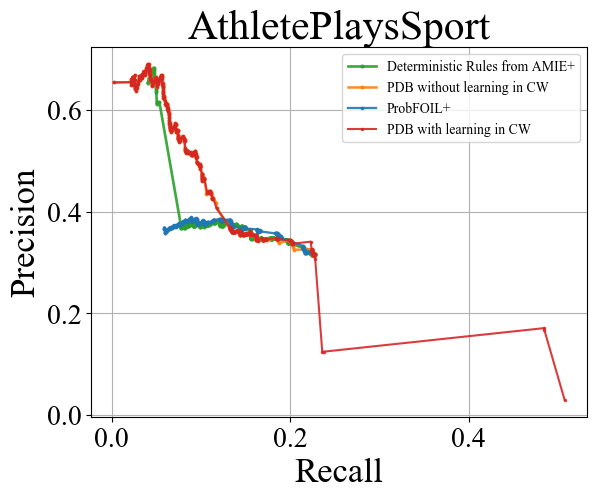 AthletePlaysSport
Deterministic Rules from AMIE+
PDB without learning in CW
ProbFOIL+
PDB with learning in CW
Precision
0.6
0.4
0.2
0.0
0.0 0.2 0.4
Recall